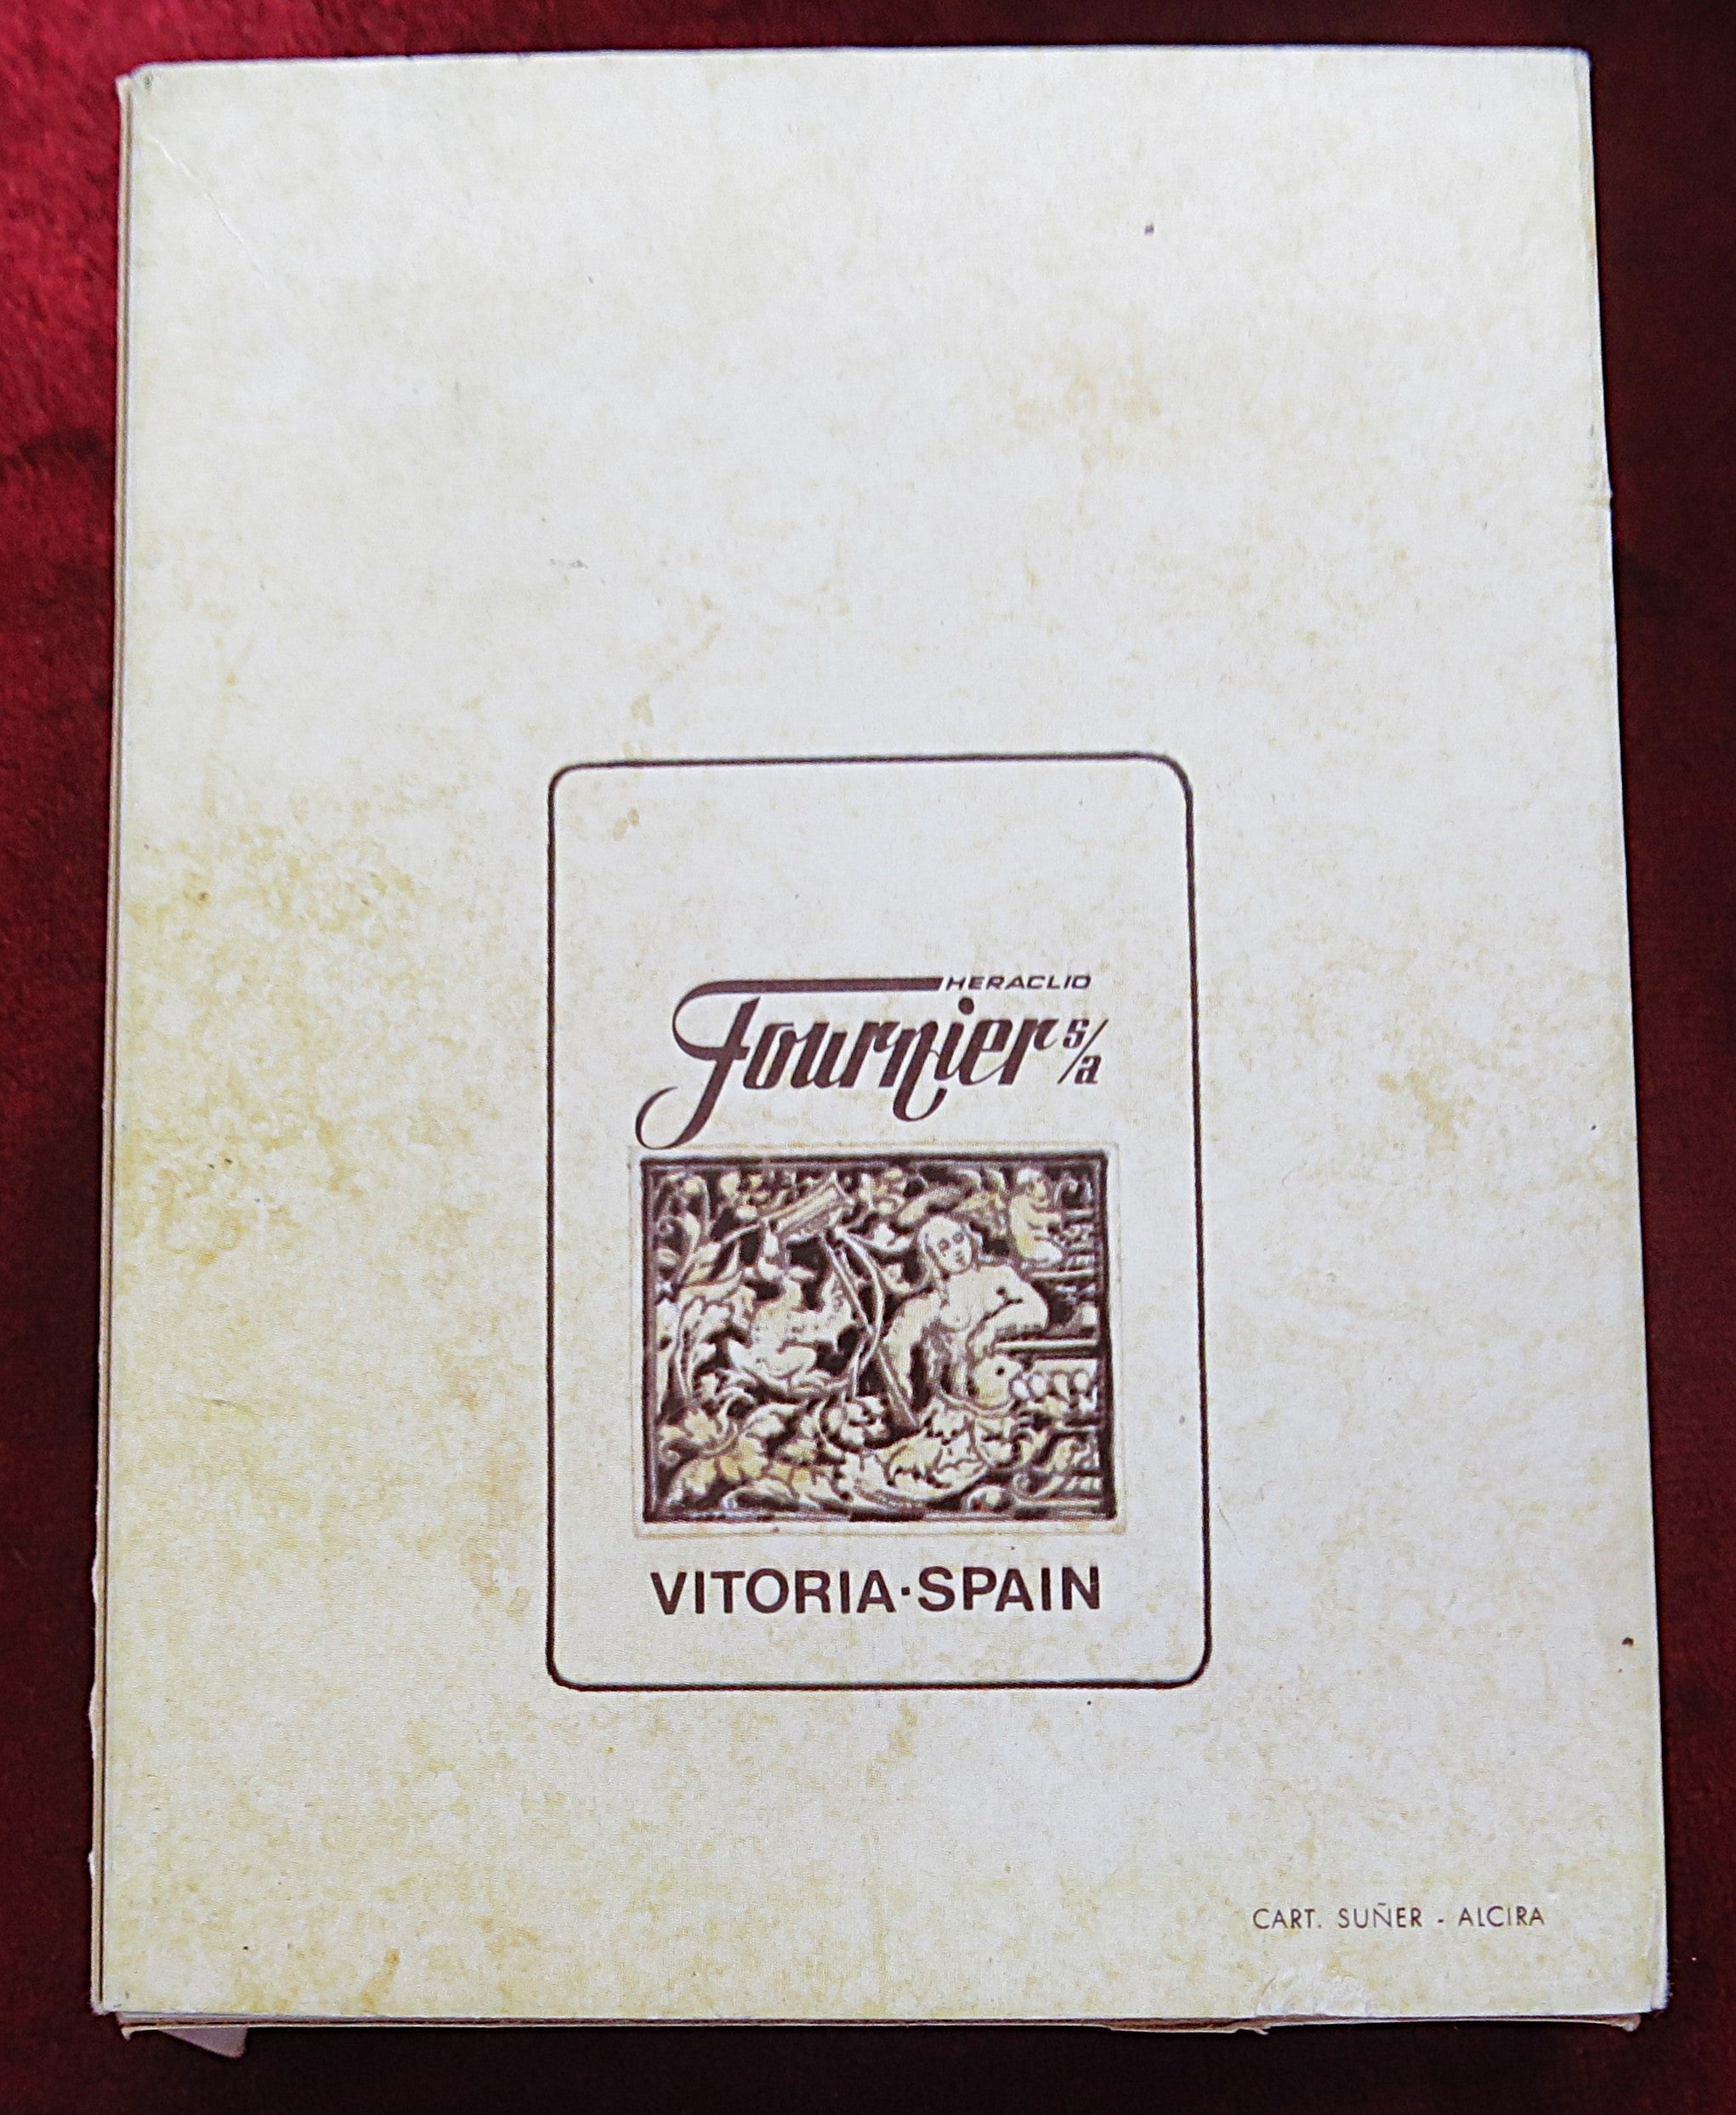 HERACLIO
Fournier s/a
VITORIA·SPAIN
CART. SUÑER - ALCIRA